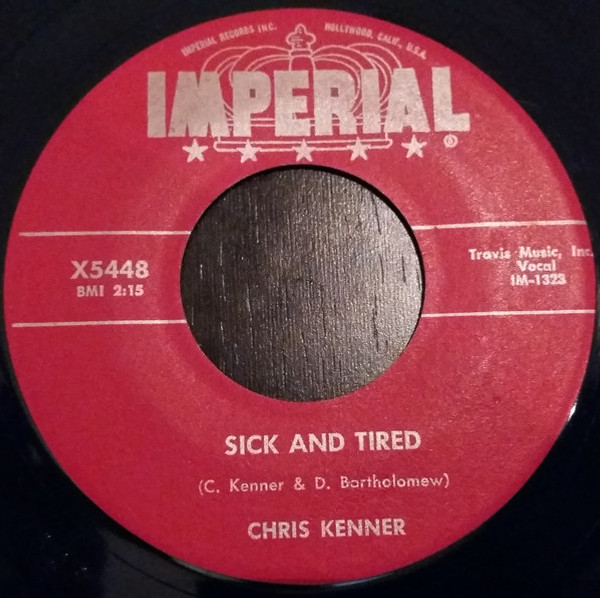 IMPERIAL RECORDS INC. HOLLYWOOD, CALIF., U.S.A.
IMPERIAL
®
X5448
BMI 2:15
Travis Music, Inc.
Vocal
IM-1323
SICK AND TIRED
(C. Kenner & D. Bartholomew)
CHRIS KENNER